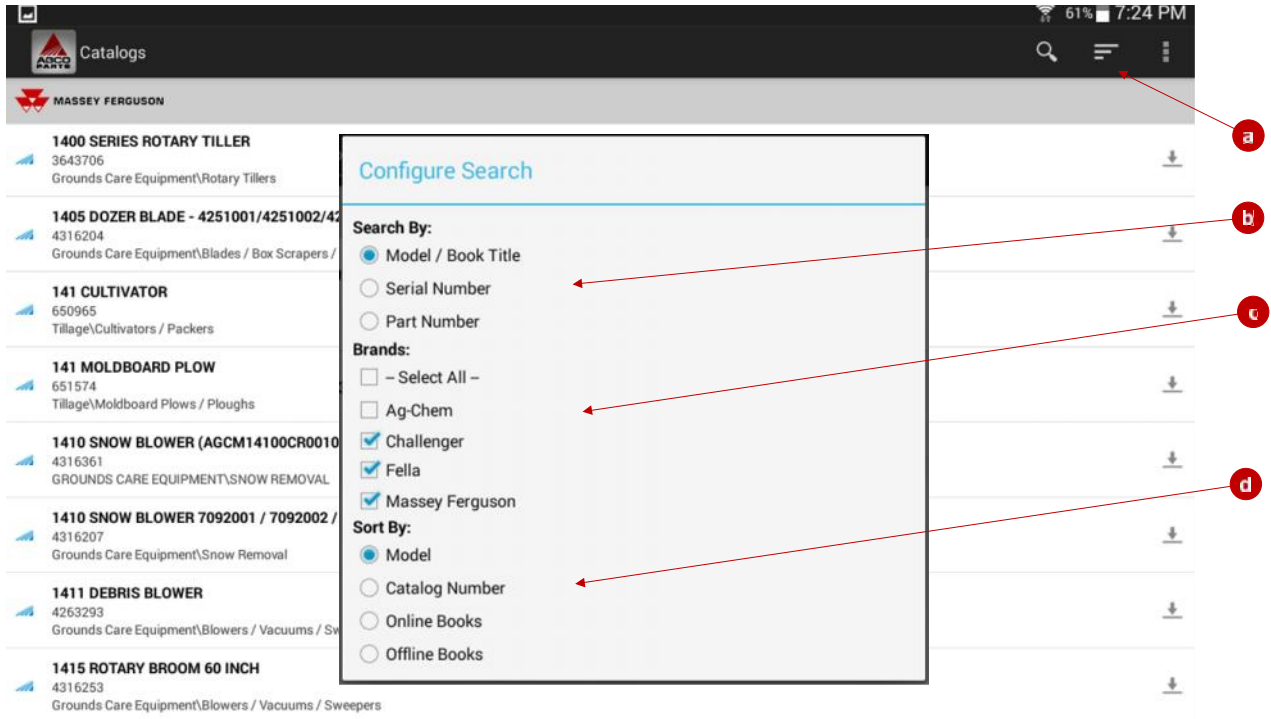 61% 7:24 PM
AGCO PARTS Catalogs
MASSEY FERGUSON
1400 SERIES ROTARY TILLER
3643706
Grounds Care Equipment\Rotary Tillers
1405 DOZER BLADE - 4251001/4251002/42
4316204
Grounds Care Equipment\Blades / Box Scrapers /
141 CULTIVATOR
650965
Tillage\Cultivators / Packers
141 MOLDBOARD PLOW
651574
Tillage\Moldboard Plows / Ploughs
1410 SNOW BLOWER (AGCM14100CR0010
4316361
GROUNDS CARE EQUIPMENT\SNOW REMOVAL
1410 SNOW BLOWER 7092001 / 7092002 /
4316207
Grounds Care Equipment\Snow Removal
1411 DEBRIS BLOWER
4263293
Grounds Care Equipment\Blowers / Vacuums / Sw
1415 ROTARY BROOM 60 INCH
4316253
Grounds Care Equipment\Blowers / Vacuums / Sweepers
Configure Search
Search By:
Model / Book Title
Serial Number
Part Number
Brands:
– Select All –
Ag-Chem
Challenger
Fella
Massey Ferguson
Sort By:
Model
Catalog Number
Online Books
Offline Books
a
b
c
d